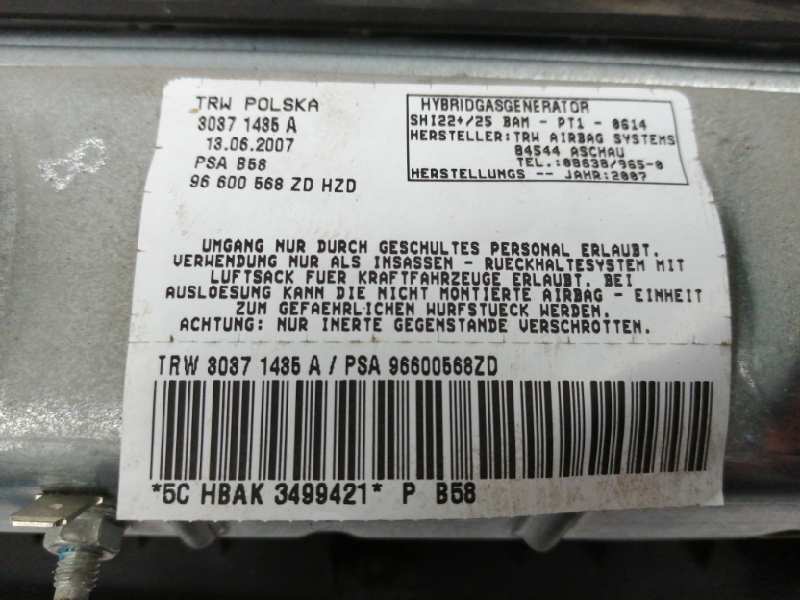 TRW POLSKA
3037 1435 A
13.06.2007
PSA B58
96 600 568 ZD HZD
HYBRIDGASGENERATOR
SHI22+/25 BAM - PT1 - 0614
HERSTELLER: TRW AIRBAG SYSTEMS
84544 ASCHAU
TEL.:08638/965-0
HERSTELLUNGS -- JAHR:2007
UMGANG NUR DURCH GESCHULTES PERSONAL ERLAUBT.
VERWENDUNG NUR ALS INSASSEN - RUECKHALTESYSTEM MIT
LUFTSACK FUER KRAFTFAHRZEUGE ERLAUBT. BEI
AUSLOESUNG KANN DIE NICHT MONTIERTE AIRBAG - EINHEIT
ZUM GEFAEHRLICHEN WURFSTUECK WERDEN.
ACHTUNG: NUR INERTE GEGENSTANDE VERSCHROTTEN.
TRW 3037 1435 A / PSA 96600568ZD
*5C HBAK 3499421* P B58